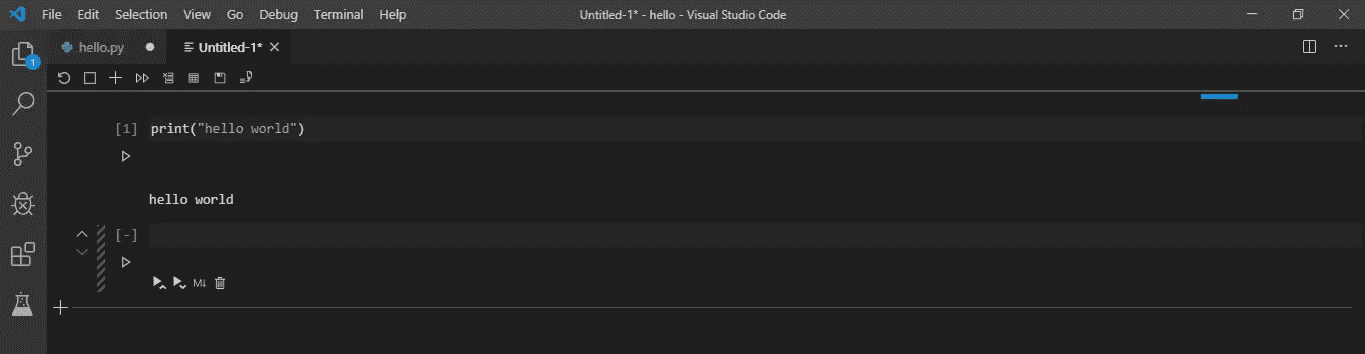 File Edit Selection View Go Debug Terminal Help Untitled-1* - hello - Visual Studio Code
hello.py Untitled-1*
1
[1] print("hello world")
hello world
[-]
M↓